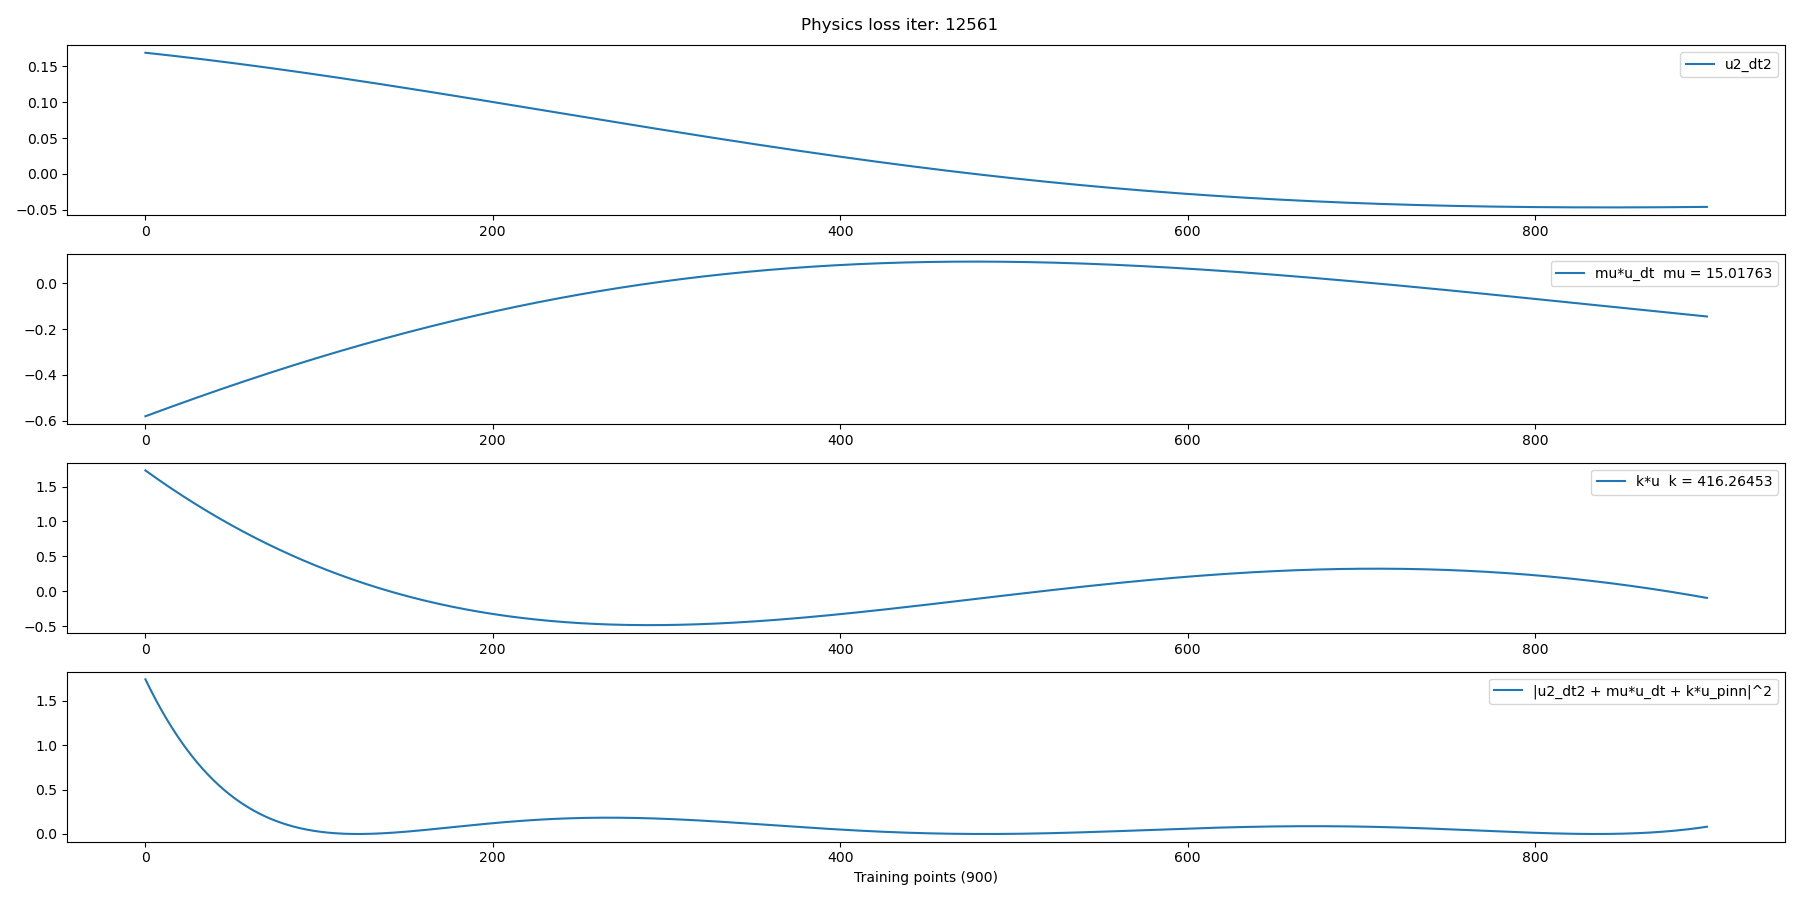 Physics loss iter: 12561
u2_dt2
0.15
0.10
0.05
0.00
−0.05
0 200 400 600 800
mu*u_dt  mu = 15.01763
0.0
−0.2
−0.4
−0.6
0 200 400 600 800
k*u  k = 416.26453
1.5
1.0
0.5
0.0
−0.5
0 200 400 600 800
|u2_dt2 + mu*u_dt + k*u_pinn|^2
1.5
1.0
0.5
0.0
0 200 400 600 800
Training points (900)